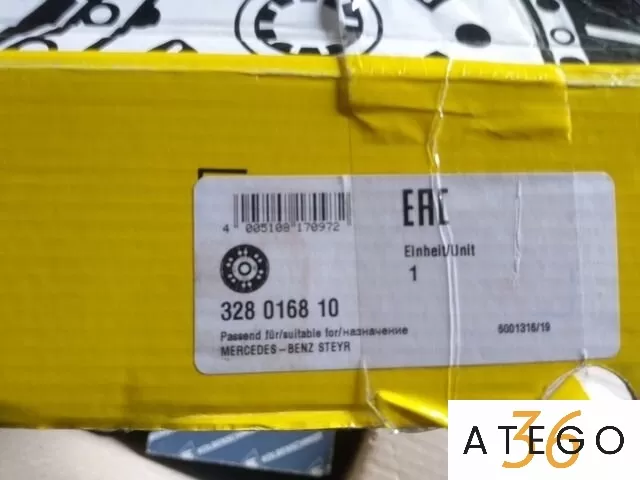 EAC
4 005108 170972
Einheit/Unit
1
328 0168 10
Passend für/suitable for/назначение
MERCEDES-BENZ STEYR
6001316/19
36
ATEGO